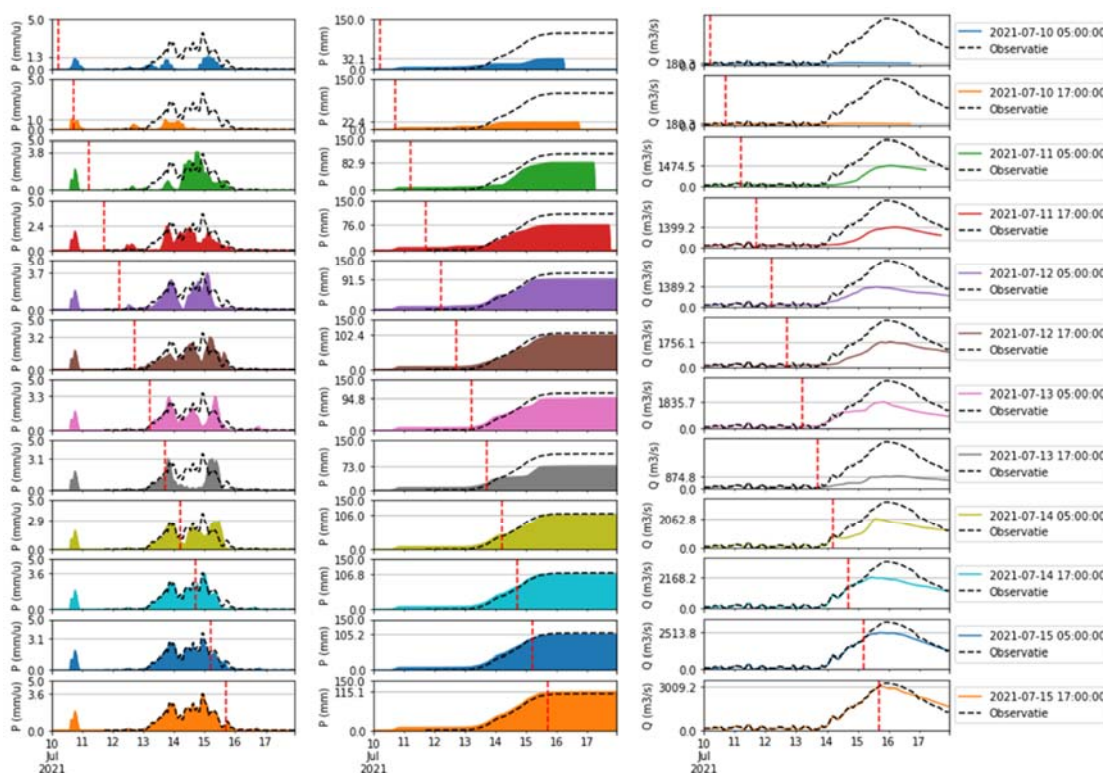 5.0 150.0 2021-07-10 05:00:00
P (mm/u) 1.3 P (mm) 32.1 Q (m3/s) 180.3 Observatie
0.0 0.0 0.0
5.0 150.0 2021-07-10 17:00:00
P (mm/u) 1.0 P (mm) 22.4 Q (m3/s) 180.3 Observatie
0.0 0.0 0.0
5.0 150.0 2021-07-11 05:00:00
P (mm/u) 3.8 P (mm) 82.9 Q (m3/s) 1474.5 Observatie
0.0 0.0 0.0
5.0 150.0 2021-07-11 17:00:00
P (mm/u) 2.4 P (mm) 76.0 Q (m3/s) 1399.2 Observatie
0.0 0.0 0.0
5.0 150.0 2021-07-12 05:00:00
P (mm/u) 3.7 P (mm) 91.5 Q (m3/s) 1389.2 Observatie
0.0 0.0 0.0
5.0 150.0 2021-07-12 17:00:00
P (mm/u) 3.2 P (mm) 102.4 Q (m3/s) 1756.1 Observatie
0.0 0.0 0.0
5.0 150.0 2021-07-13 05:00:00
P (mm/u) 3.3 P (mm) 94.8 Q (m3/s) 1835.7 Observatie
0.0 0.0 0.0
5.0 150.0 2021-07-13 17:00:00
P (mm/u) 3.1 P (mm) 73.0 Q (m3/s) 874.8 Observatie
0.0 0.0 0.0
5.0 150.0 2021-07-14 05:00:00
P (mm/u) 2.9 P (mm) 106.0 Q (m3/s) 2062.8 Observatie
0.0 0.0 0.0
5.0 150.0 2021-07-14 17:00:00
P (mm/u) 3.6 P (mm) 106.8 Q (m3/s) 2168.2 Observatie
0.0 0.0 0.0
5.0 150.0 2021-07-15 05:00:00
P (mm/u) 3.1 P (mm) 105.2 Q (m3/s) 2513.8 Observatie
0.0 0.0 0.0
5.0 150.0 2021-07-15 17:00:00
P (mm/u) 3.6 P (mm) 115.1 Q (m3/s) 3009.2 Observatie
0.0 0.0 0.0
10 11 12 13 14 15 16 17 10 11 12 13 14 15 16 17 10 11 12 13 14 15 16 17
Jul Jul Jul
2021 2021 2021